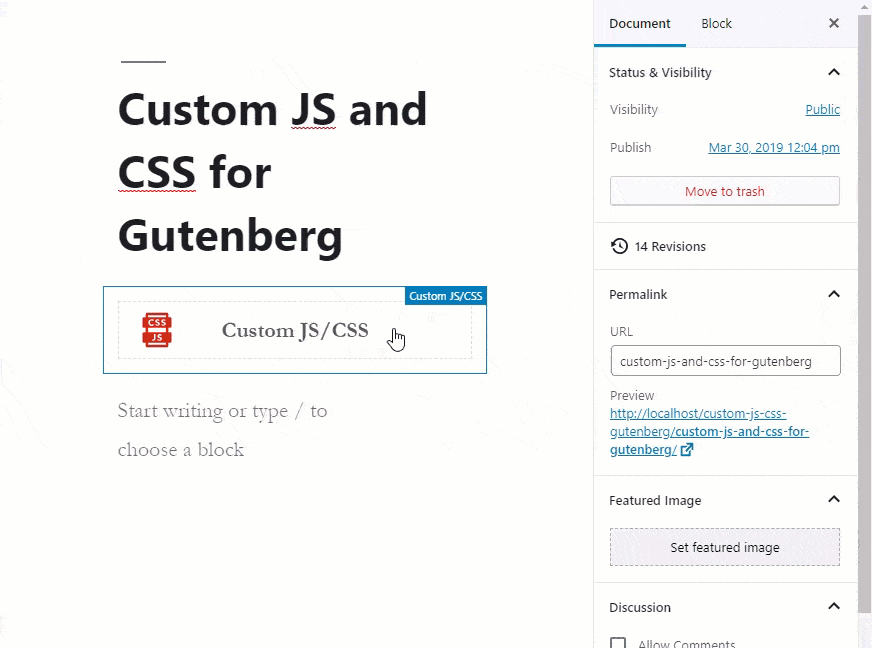 Custom JS and
CSS for
Gutenberg
Custom JS/CSS
CSS
JS
Custom JS/CSS
Start writing or type / to
choose a block
Document
Block
Status & Visibility
Visibility
Public
Publish
Mar 30, 2019 12:04 pm
Move to trash
14 Revisions
Permalink
URL
custom-js-and-css-for-gutenberg
Preview
http://localhost/custom-js-css-
gutenberg/custom-js-and-css-for-
gutenberg/
Featured Image
Set featured image
Discussion
Allow Comments